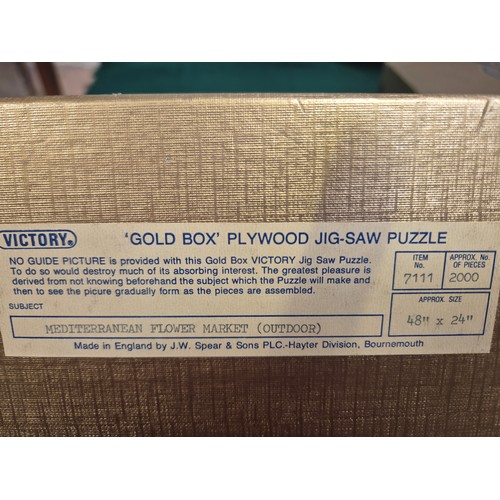 VICTORY®
'GOLD BOX' PLYWOOD JIG-SAW PUZZLE
NO GUIDE PICTURE is provided with this Gold Box VICTORY Jig Saw Puzzle.
To do so would destroy much of its absorbing interest. The greatest pleasure is
derived from not knowing beforehand the subject which the Puzzle will make and
then to see the picure gradually form as the pieces are assembled.
ITEM No. 7111
APPROX. No. OF PIECES 2000
SUBJECT
MEDITERRANEAN FLOWER MARKET (OUTDOOR)
APPROX. SIZE
48" x 24"
Made in England by J.W. Spear & Sons PLC.-Hayter Division, Bournemouth